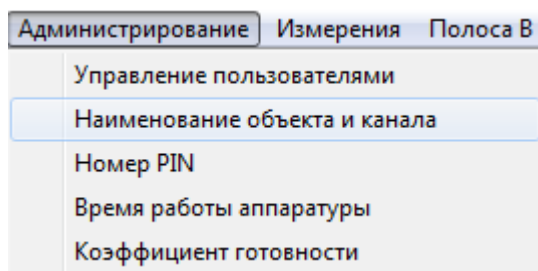 Администрирование Измерения Полоса В
Управление пользователями
Наименование объекта и канала
Номер PIN
Время работы аппаратуры
Коэффициент готовности